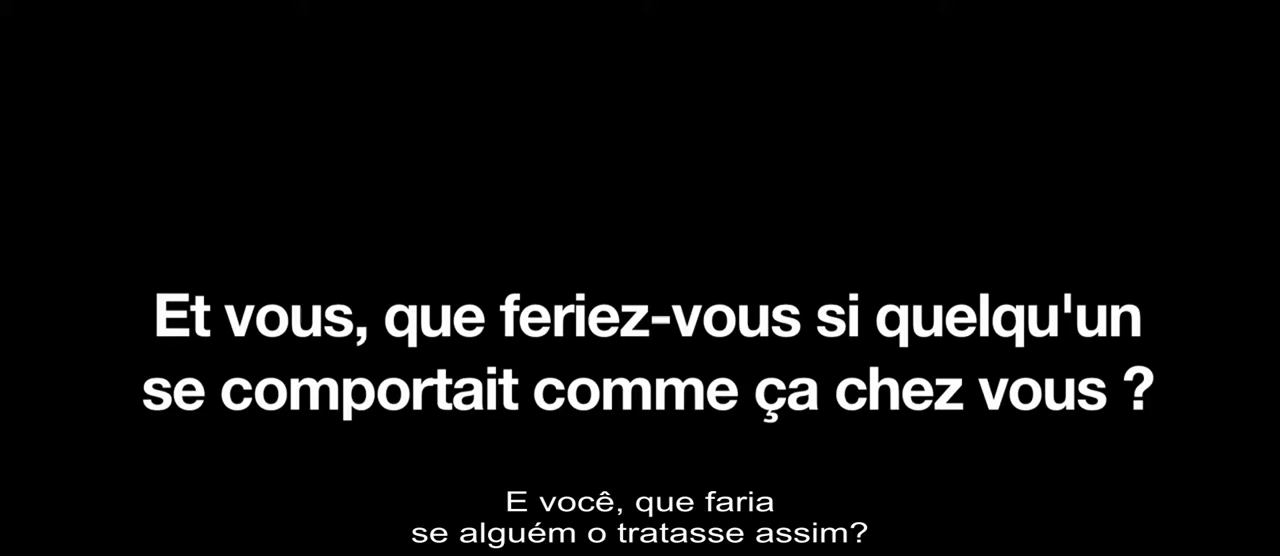 Et vous, que feriez-vous si quelqu'un
se comportait comme ça chez vous ?
E você, que faria
se alguém o tratasse assim?